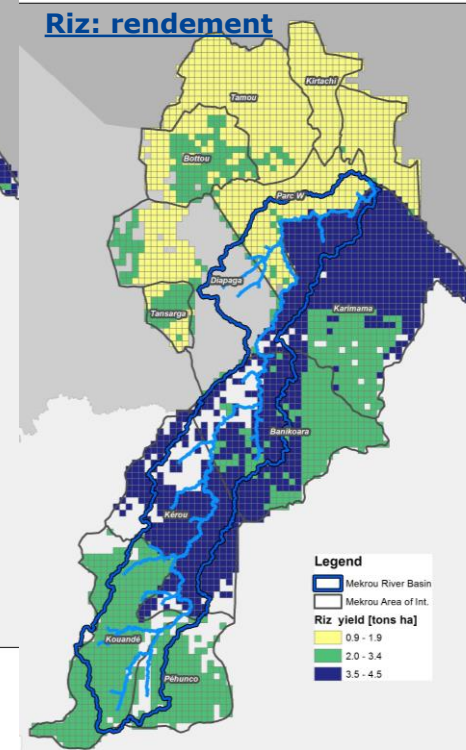 Riz: rendement
Kirtachi
Tamou
Bottou
Parc W
Diapaga
Karimama
Tansarga
Banikoara
Kérou
Kouandé
Péhunco
Legend
Mekrou River Basin
Mekrou Area of Int.
Riz yield [tons ha]
0.9 - 1.9
2.0 - 3.4
3.5 - 4.5